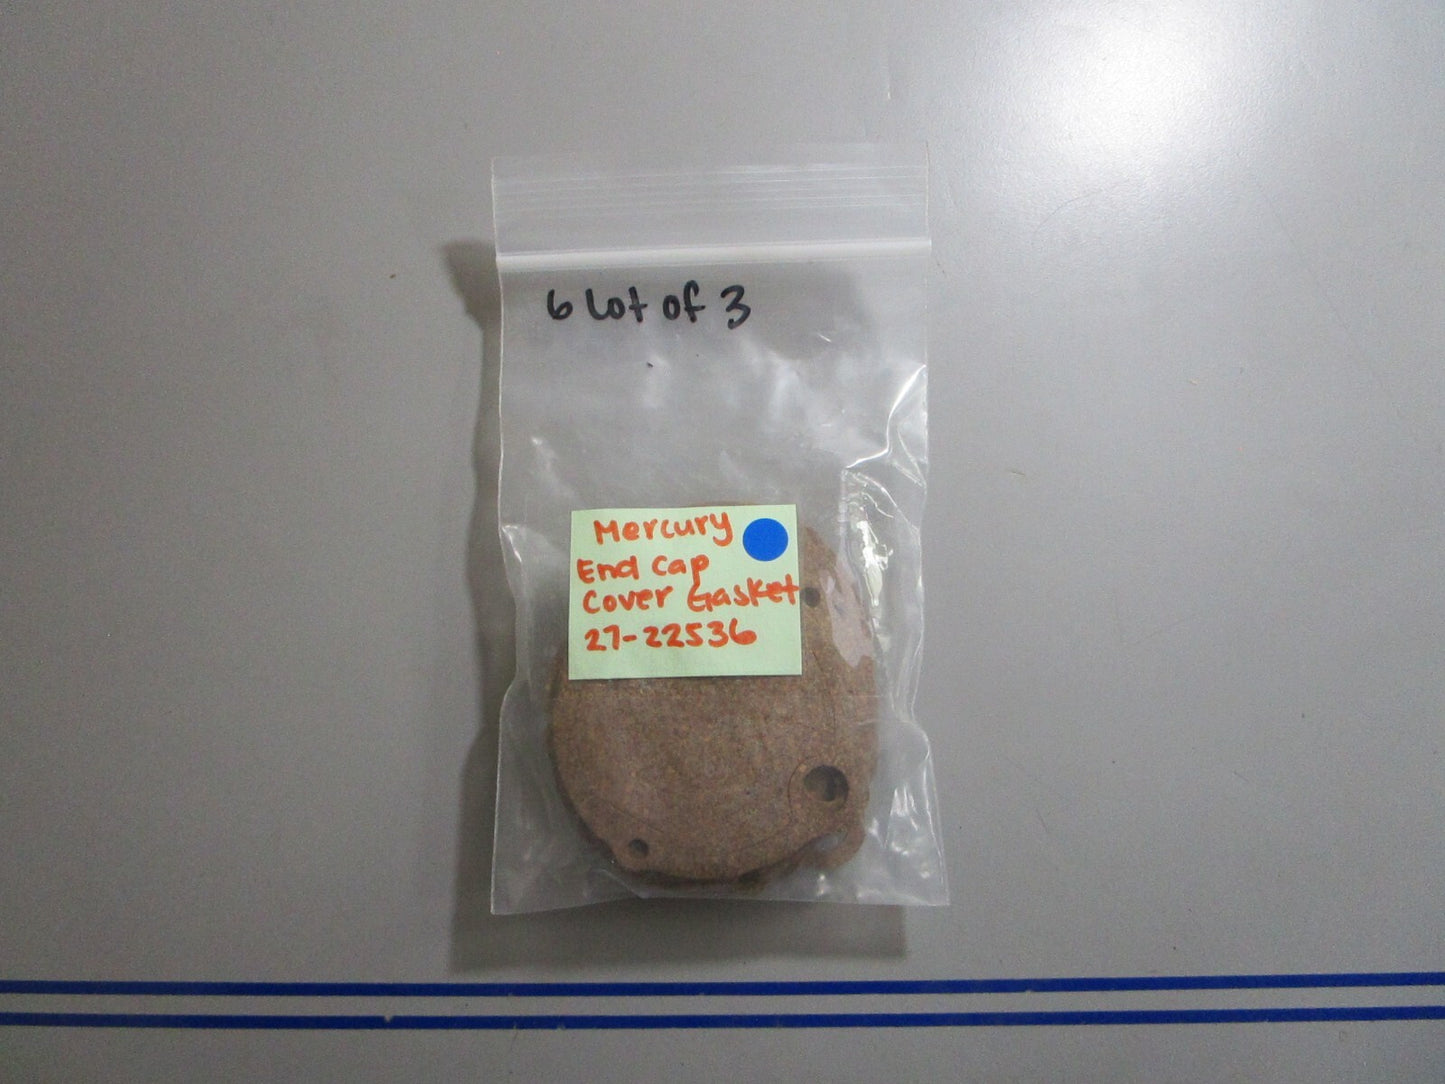 6 Lot of 3
Mercury
End Cap
Cover Gasket
27-22536